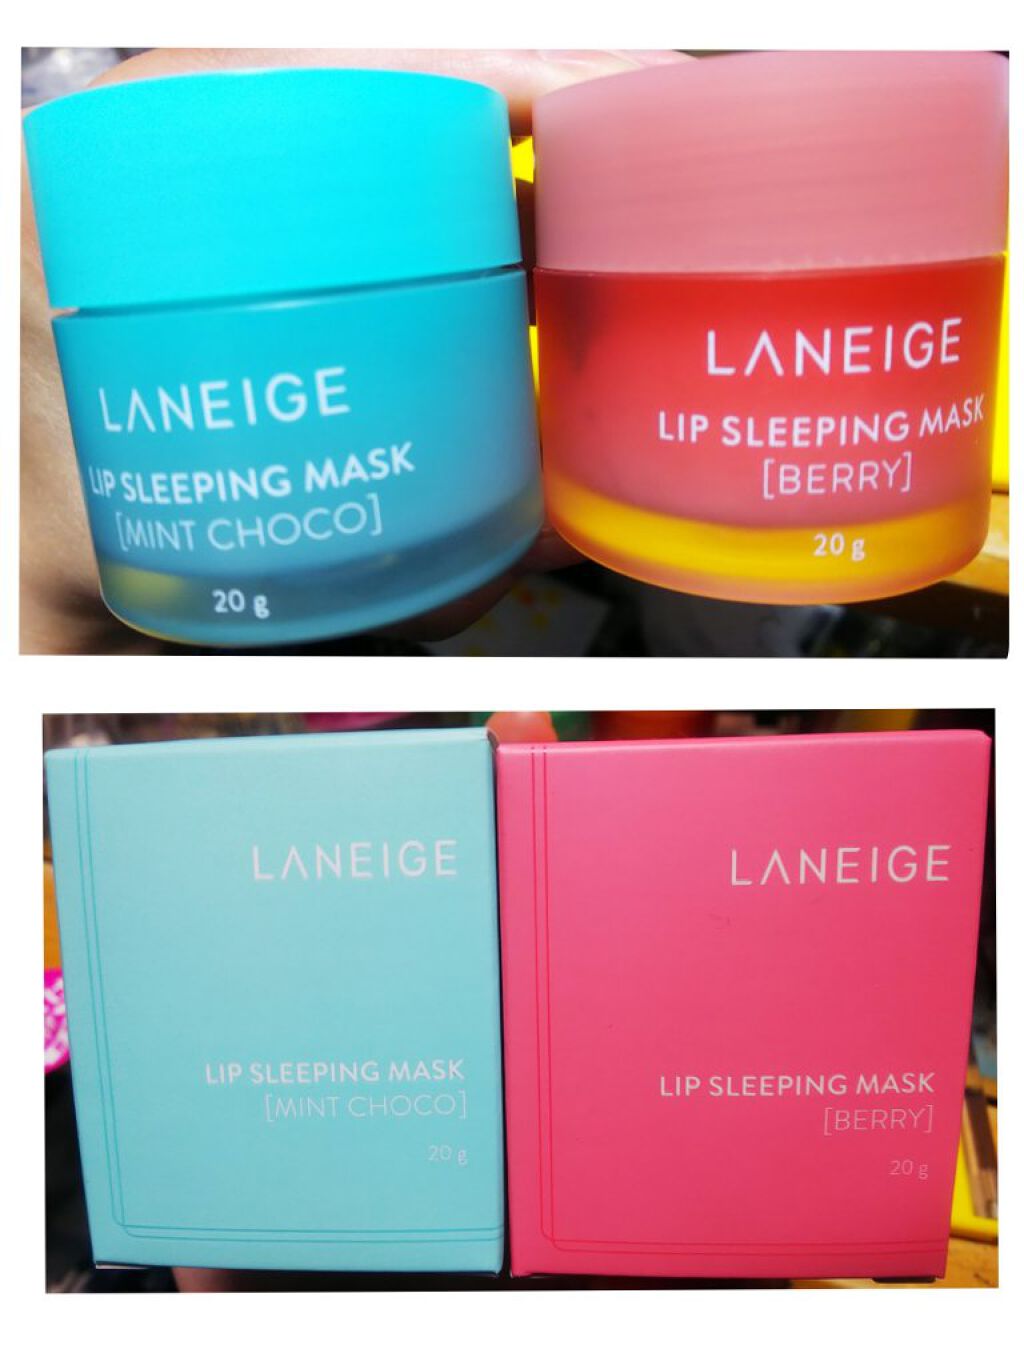 LANEIGE
LIP SLEEPING MASK
[MINT CHOCO]
20 g
LANEIGE
LIP SLEEPING MASK
[BERRY]
20 g
LANEIGE
LIP SLEEPING MASK
[MINT CHOCO]
20 g
LANEIGE
LIP SLEEPING MASK
[BERRY]
20 g